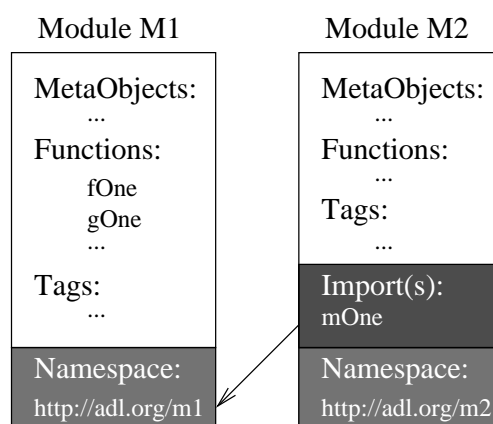 Module M1
MetaObjects:
...
Functions:
fOne
gOne
...
Tags:
...
Namespace:
http://adl.org/m1
Module M2
MetaObjects:
...
Functions:
...
Tags:
...
Import(s):
mOne
Namespace:
http://adl.org/m2